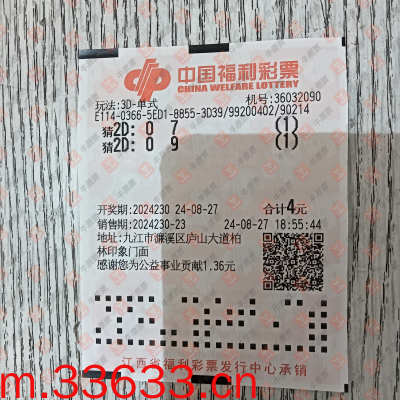 中国福利彩票
CHINA WELFARE LOTTERY
玩法:3D-单式 机号:36032090
E114-0366-5ED1-8855-3D39/99200402/90214
猜2D: 0 7 (1)
猜2D: 0 9 (1)
开奖期:2024230 24-08-27 合计4元
销售期:2024230-23 24-08-27 18:55:44
地址:九江市濂溪区庐山大道柏
林印象门面
感谢您为公益事业贡献1.36元
江西省福利彩票发行中心承销
m.33633.cn